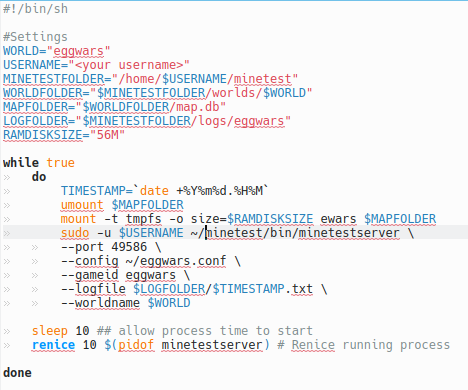 #!/bin/sh
#Settings
WORLD="eggwars"
USERNAME="<your username>"
MINETESTFOLDER="/home/$USERNAME/minetest"
WORLDFOLDER="$MINETESTFOLDER/worlds/$WORLD"
MAPFOLDER="$WORLDFOLDER/map.db"
LOGFOLDER="$MINETESTFOLDER/logs/eggwars"
RAMDISKSIZE="56M"
while true
» do
» TIMESTAMP=`date +%Y%m%d.%H%M`
» umount $MAPFOLDER
» mount -t tmpfs -o size=$RAMDISKSIZE ewars $MAPFOLDER
» sudo -u $USERNAME ~/minetest/bin/minetestserver \
» » --port 49586 \
» » --config ~/eggwars.conf \
» » --gameid eggwars \
» » --logfile $LOGFOLDER/$TIMESTAMP.txt \
» » --worldname $WORLD
» sleep 10 ## allow process time to start
» renice 10 $(pidof minetestserver) # Renice running process
done